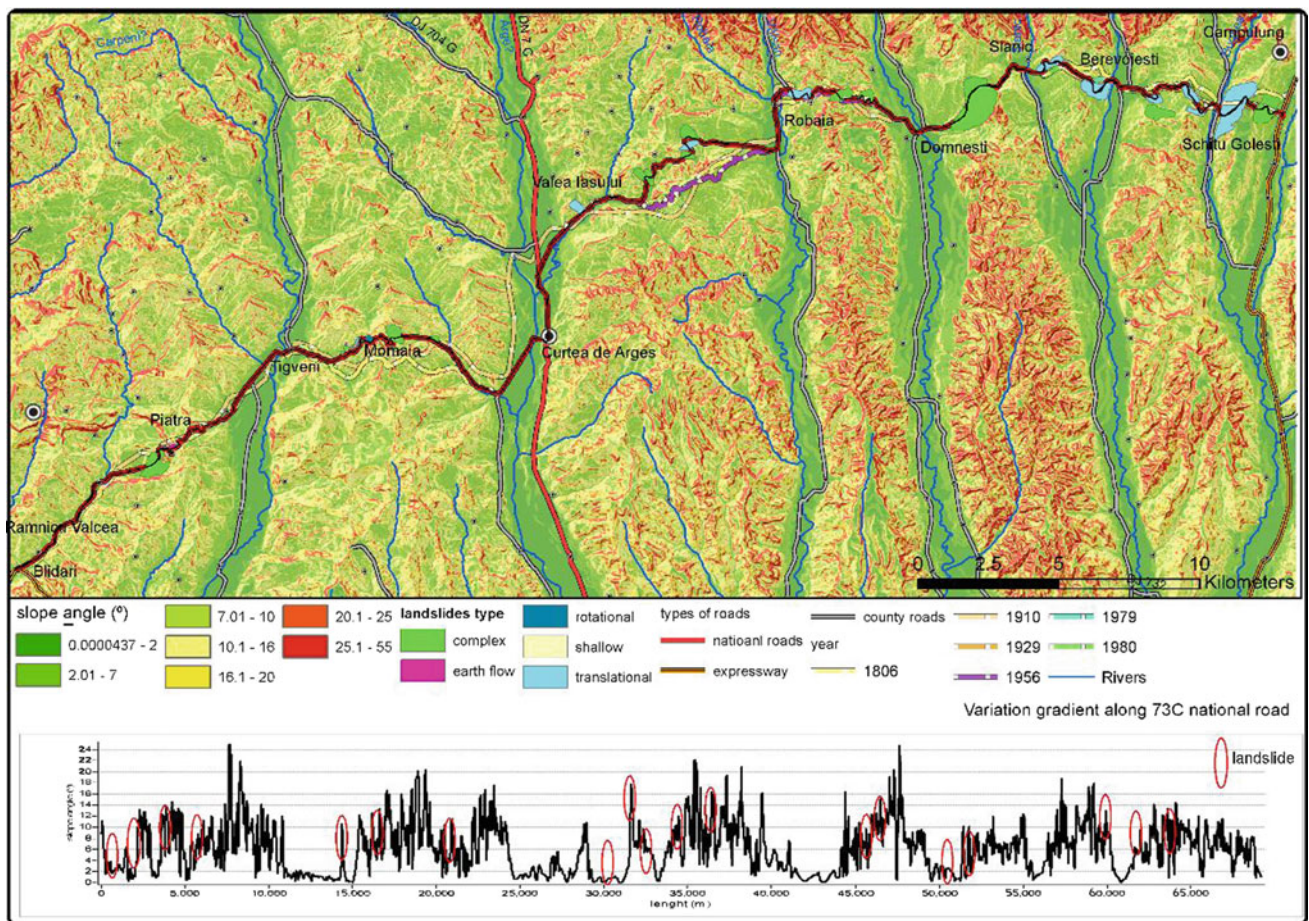 DJ 704 G
DN 7 G
Campulung
Slanic
Berevoiesti
Robaia
Domnesti
Schitu Golesti
Valea Iasului
Momaia
Curtea de Arges
Tigveni
Piatra
Ramnicu Valcea
Blidari
0 2.5 5 10
Kilometers
slope angle (º)
0.0000437 - 2
2.01 - 7
7.01 - 10
10.1 - 16
16.1 - 20
20.1 - 25
25.1 - 55
landslides type
complex
earth flow
rotational
shallow
translational
types of roads
natioanl roads
expressway
county roads
year
1806
1910
1929
1956
1979
1980
Rivers
Variation gradient along 73C national road
landslide
24
22
20
18
16
14
12
10
8
6
4
2
0
slope angle (º)
0 5.000 10.000 15.000 20.000 25.000 30.000 35.000 40.000 45.000 50.000 55.000 60.000 65.000
lenght (m)